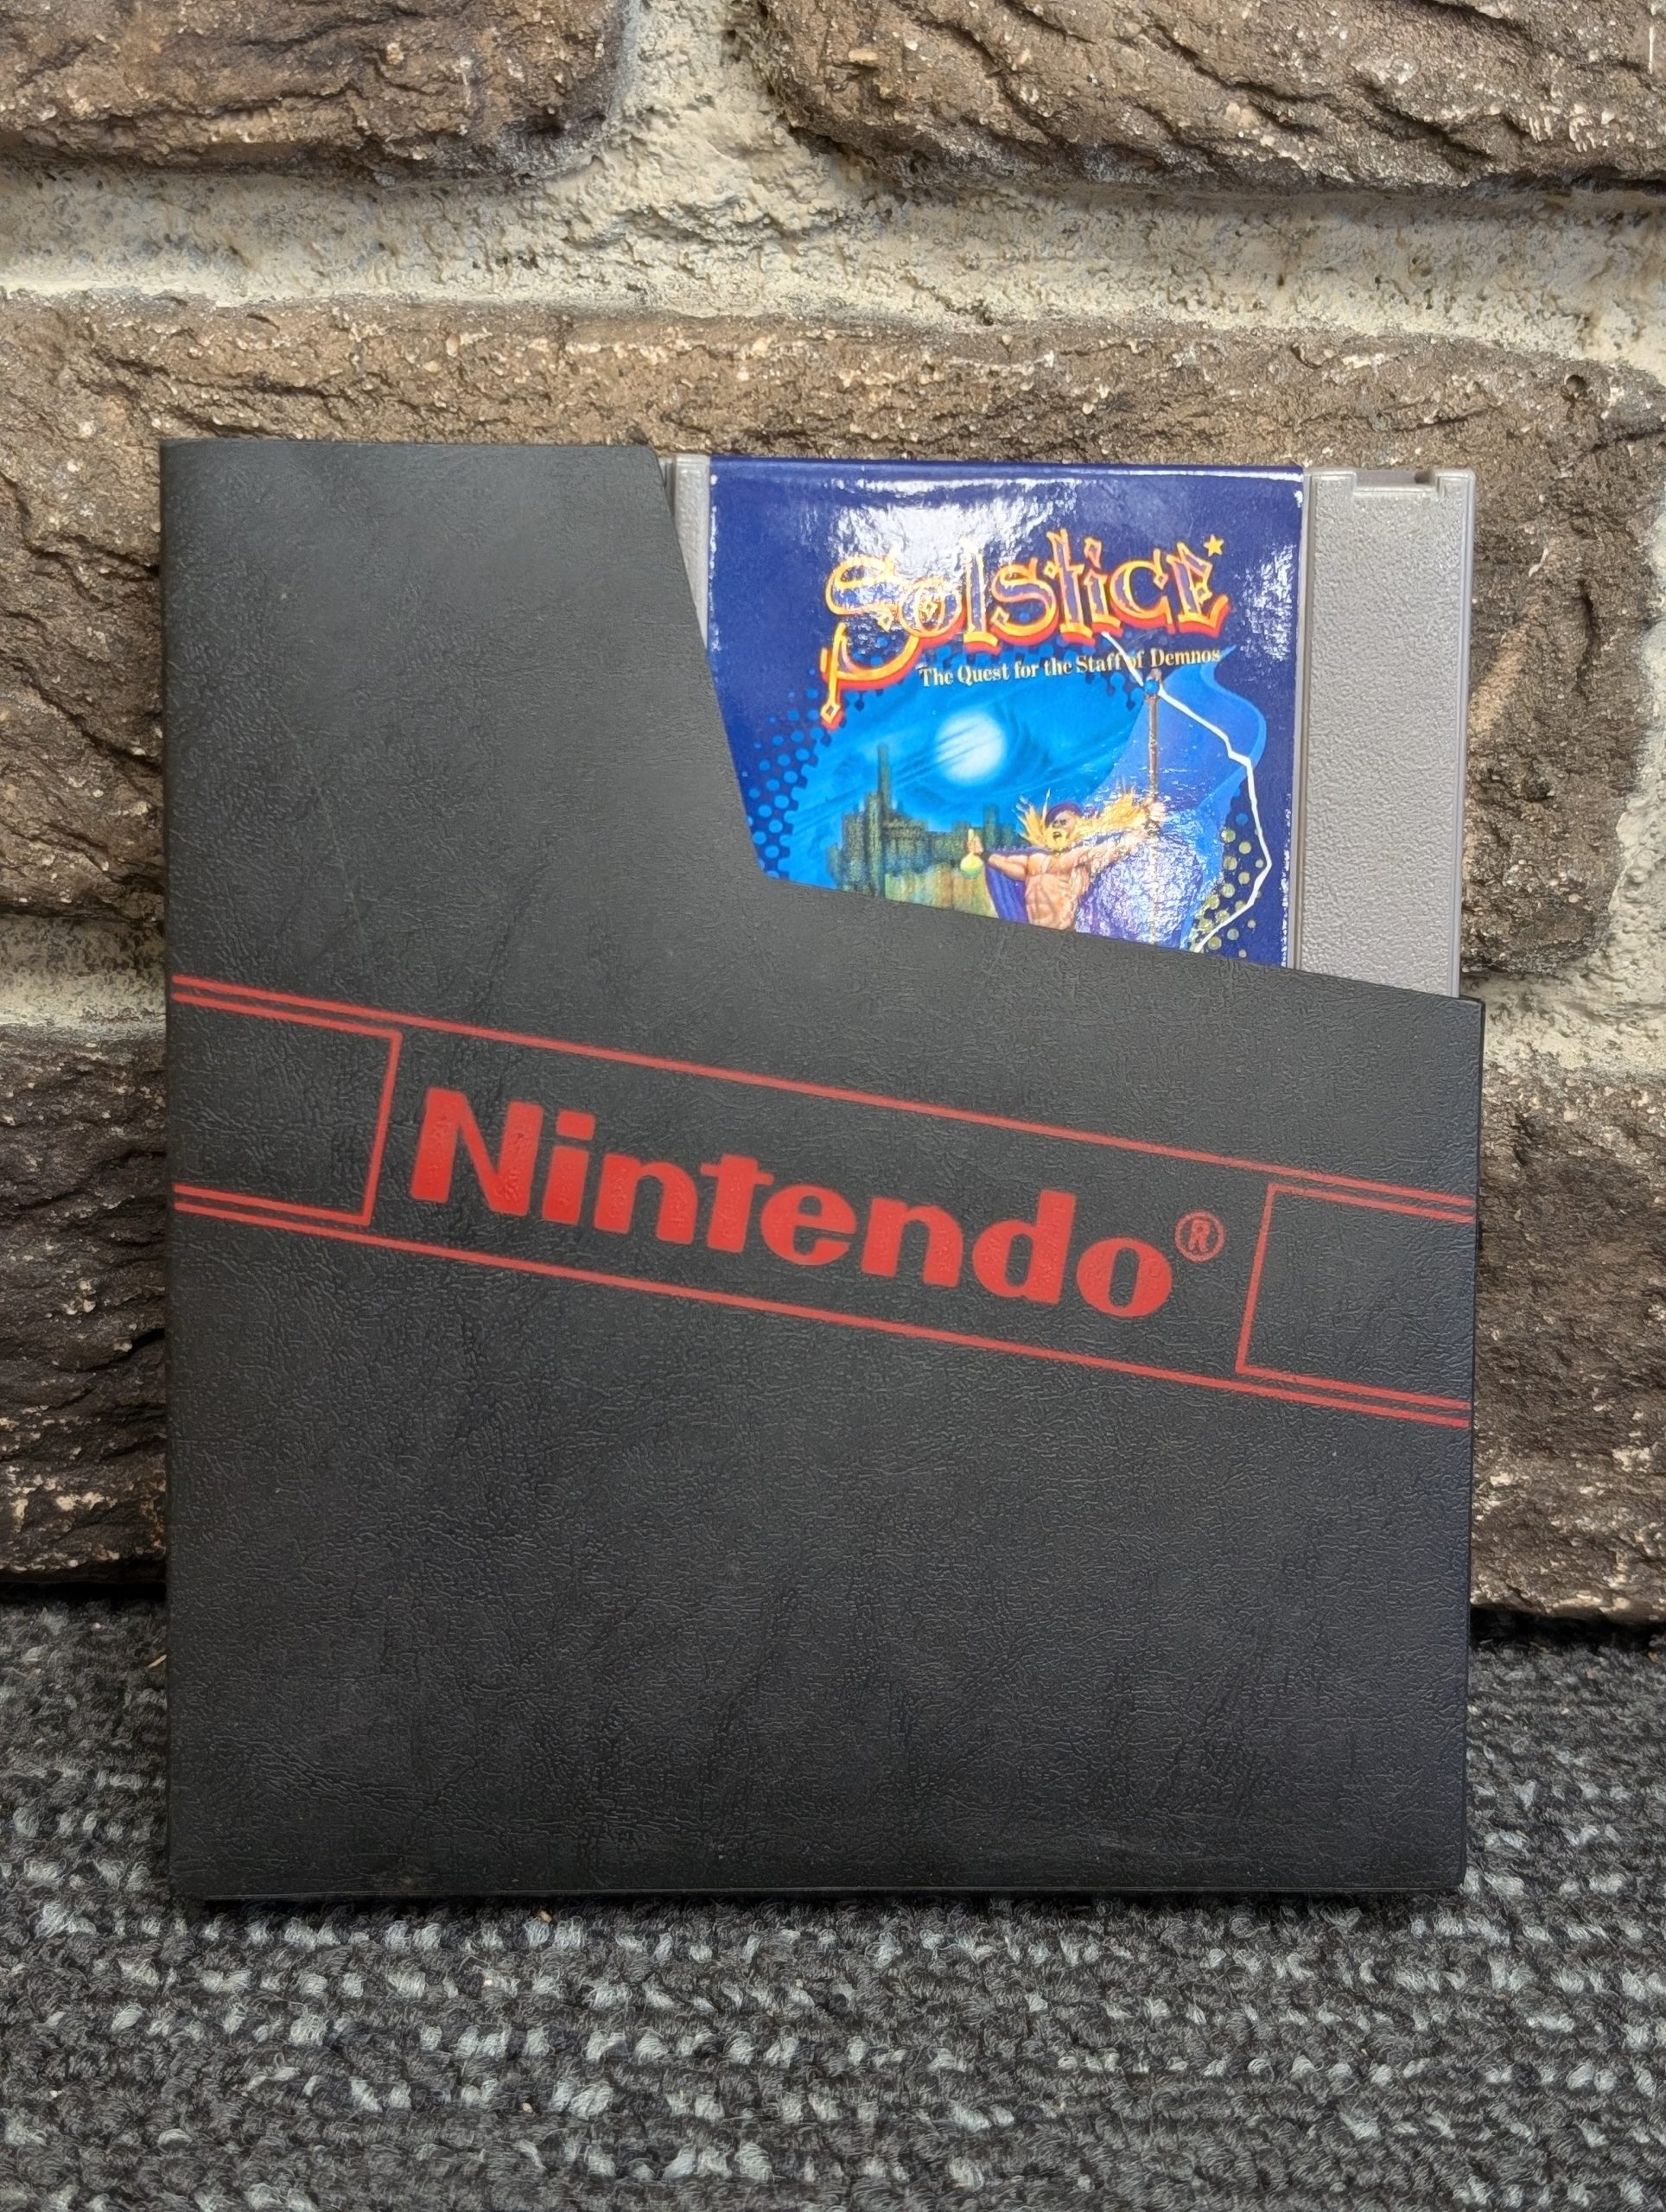 Solstice
The Quest for the Staff of Demnos
Nintendo®